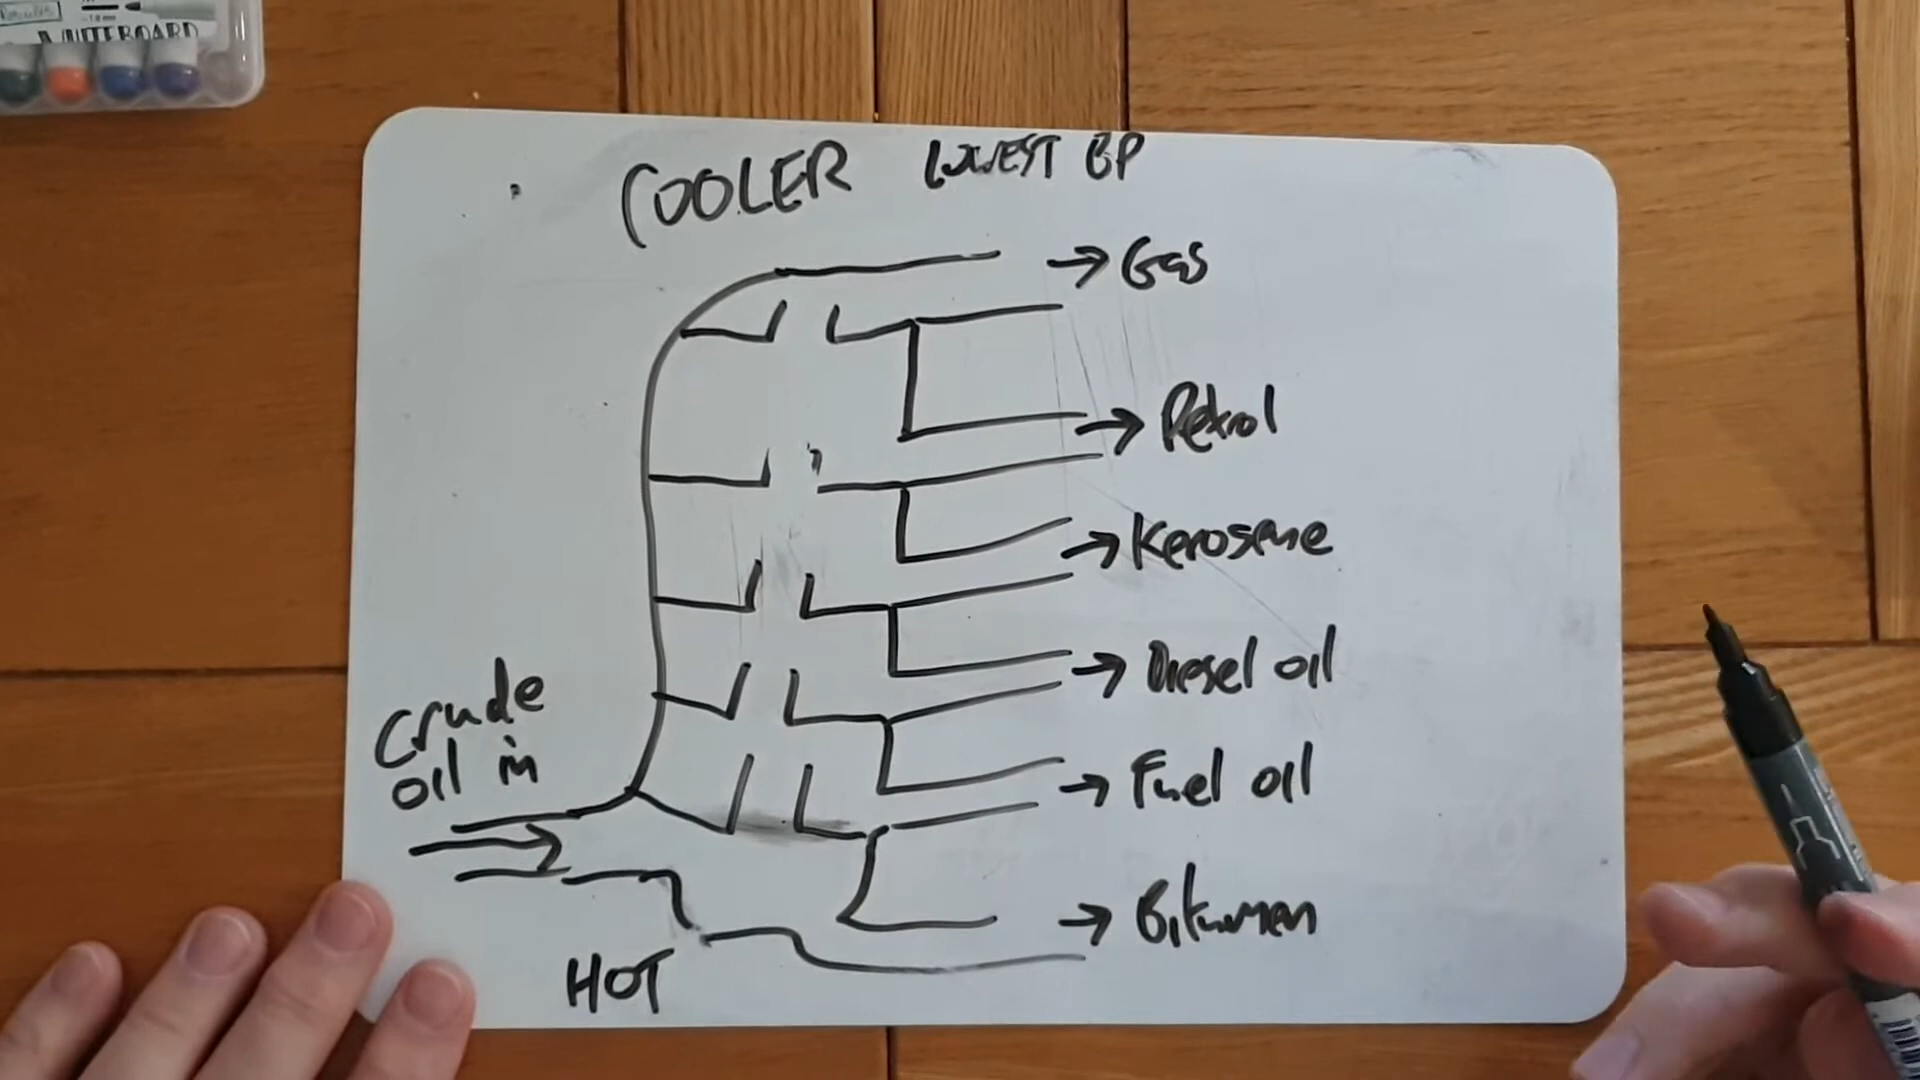 WHITEBOARD
COOLER LOWEST BP
→ Gas
→ Petrol
→ Kerosene
→ Diesel oil
Crude
oil in
→ Fuel oil
→ Bitumen
HOT